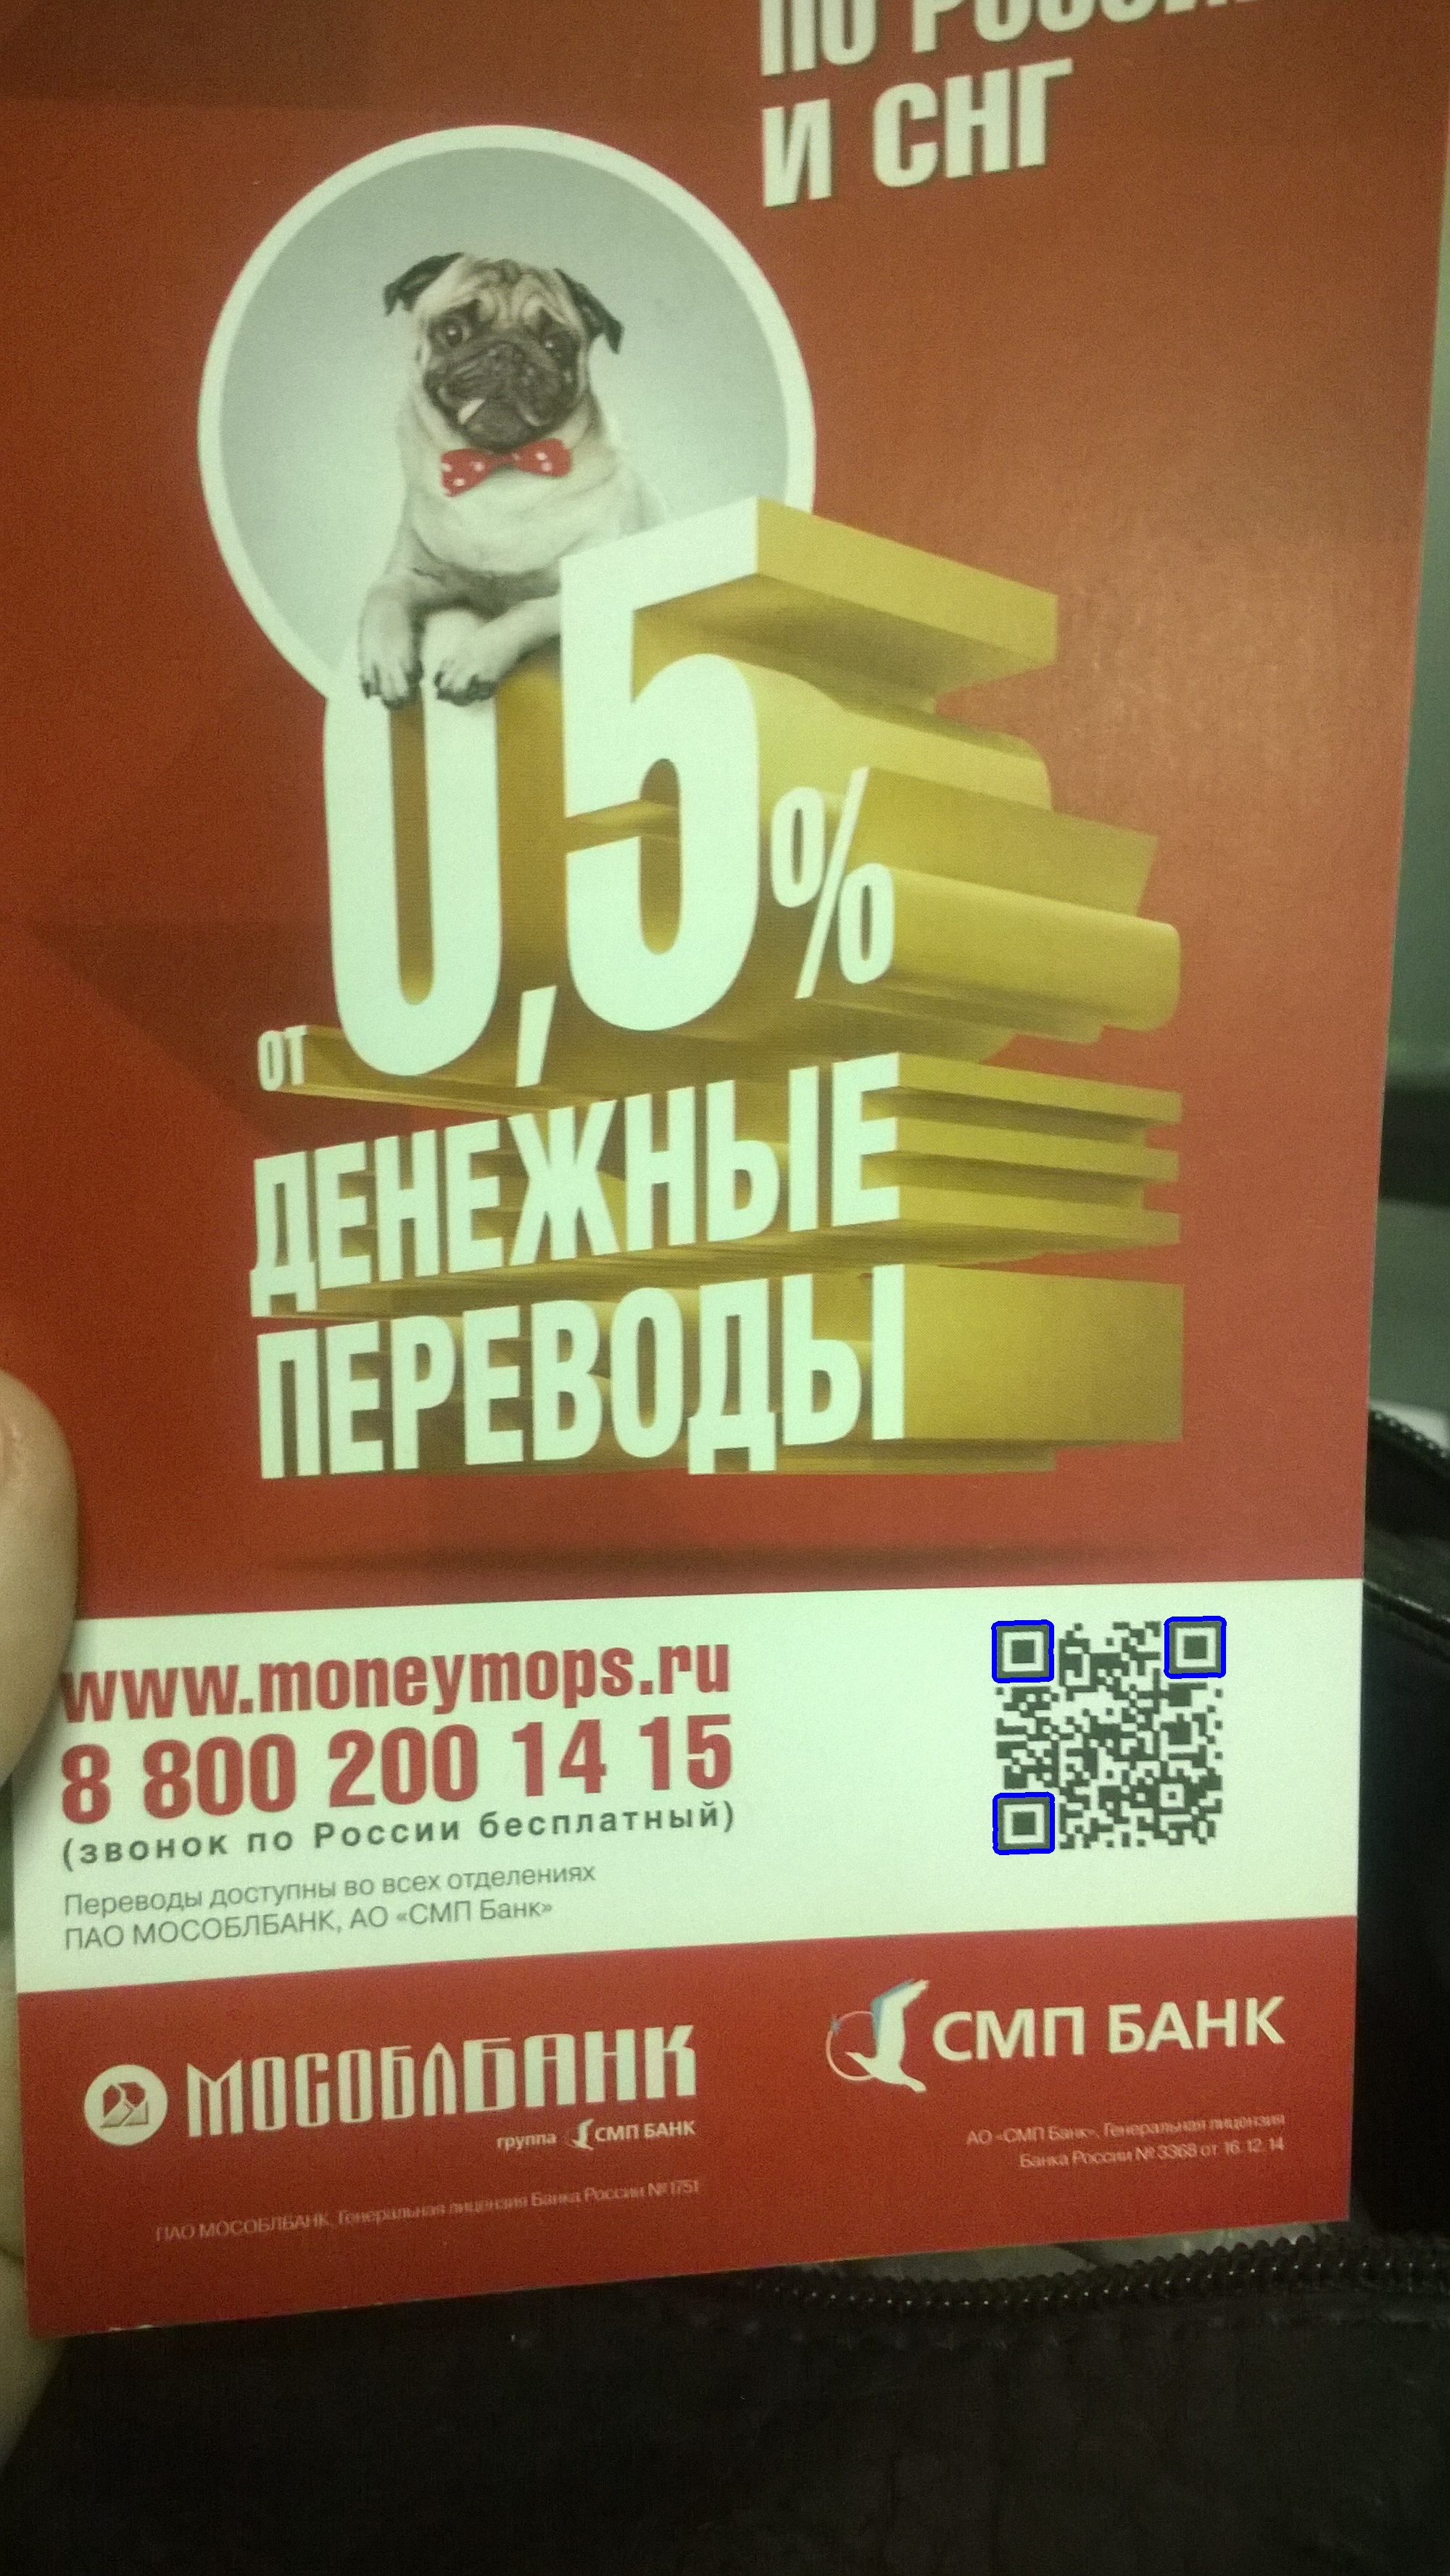 ПО РОССИИ
И СНГ
от 0,5%
ДЕНЕЖНЫЕ
ПЕРЕВОДЫ
www.moneymops.ru
8 800 200 14 15
(звонок по России бесплатный)
Переводы доступны во всех отделениях
ПАО МОСОБЛБАНК, АО «СМП Банк»
МОСОБЛБАНК
группа СМП БАНК
ПАО МОСОБЛБАНК, Генеральная лицензия Банка России № 1751
СМП БАНК
АО «СМП Банк». Генеральная лицензия
Банка России № 3368 от 16.12.14